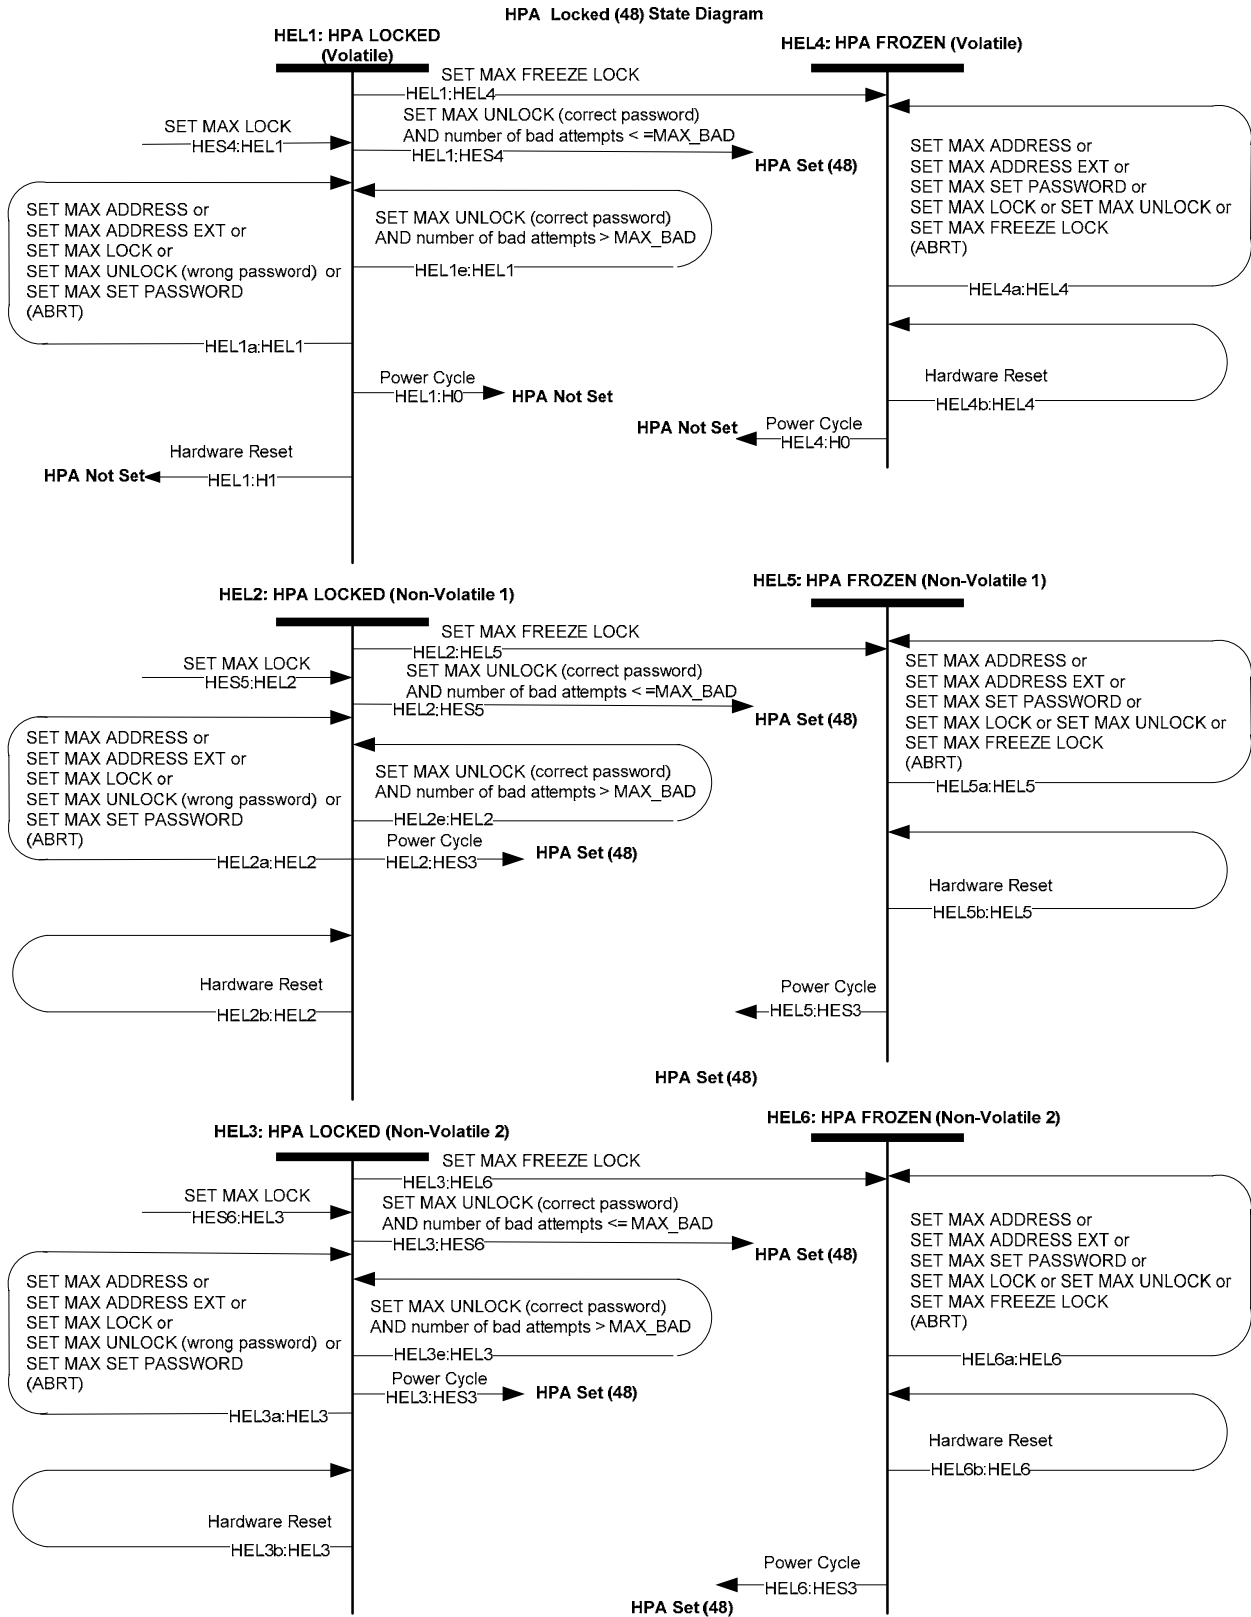 HPA Locked (48) State Diagram
HEL1: HPA LOCKED
(Volatile)
HEL4: HPA FROZEN (Volatile)
SET MAX FREEZE LOCK
HEL1:HEL4
SET MAX LOCK
HES4:HEL1
SET MAX UNLOCK (correct password)
AND number of bad attempts < =MAX_BAD
HEL1:HES4
HPA Set (48)
SET MAX ADDRESS or
SET MAX ADDRESS EXT or
SET MAX LOCK or
SET MAX UNLOCK (wrong password) or
SET MAX SET PASSWORD
(ABRT)
HEL1a:HEL1
SET MAX UNLOCK (correct password)
AND number of bad attempts > MAX_BAD
HEL1e:HEL1
Power Cycle
HEL1:H0
HPA Not Set
Hardware Reset
HPA Not Set
HEL1:H1
SET MAX ADDRESS or
SET MAX ADDRESS EXT or
SET MAX SET PASSWORD or
SET MAX LOCK or SET MAX UNLOCK or
SET MAX FREEZE LOCK
(ABRT)
HEL4a:HEL4
Hardware Reset
HEL4b:HEL4
HPA Not Set
Power Cycle
HEL4:H0
HEL2: HPA LOCKED (Non-Volatile 1)
HEL5: HPA FROZEN (Non-Volatile 1)
SET MAX FREEZE LOCK
HEL2:HEL5
SET MAX LOCK
HES5:HEL2
SET MAX UNLOCK (correct password)
AND number of bad attempts < =MAX_BAD
HEL2:HES5
HPA Set (48)
SET MAX ADDRESS or
SET MAX ADDRESS EXT or
SET MAX LOCK or
SET MAX UNLOCK (wrong password) or
SET MAX SET PASSWORD
(ABRT)
HEL2a:HEL2
SET MAX UNLOCK (correct password)
AND number of bad attempts > MAX_BAD
HEL2e:HEL2
Power Cycle
HEL2:HES3
HPA Set (48)
Hardware Reset
HEL2b:HEL2
SET MAX ADDRESS or
SET MAX ADDRESS EXT or
SET MAX SET PASSWORD or
SET MAX LOCK or SET MAX UNLOCK or
SET MAX FREEZE LOCK
(ABRT)
HEL5a:HEL5
Hardware Reset
HEL5b:HEL5
Power Cycle
HEL5:HES3
HPA Set (48)
HEL3: HPA LOCKED (Non-Volatile 2)
HEL6: HPA FROZEN (Non-Volatile 2)
SET MAX FREEZE LOCK
HEL3:HEL6
SET MAX LOCK
HES6:HEL3
SET MAX UNLOCK (correct password)
AND number of bad attempts <= MAX_BAD
HEL3:HES6
HPA Set (48)
SET MAX ADDRESS or
SET MAX ADDRESS EXT or
SET MAX LOCK or
SET MAX UNLOCK (wrong password) or
SET MAX SET PASSWORD
(ABRT)
HEL3a:HEL3
SET MAX UNLOCK (correct password)
AND number of bad attempts > MAX_BAD
HEL3e:HEL3
Power Cycle
HEL3:HES3
HPA Set (48)
Hardware Reset
HEL3b:HEL3
SET MAX ADDRESS or
SET MAX ADDRESS EXT or
SET MAX SET PASSWORD or
SET MAX LOCK or SET MAX UNLOCK or
SET MAX FREEZE LOCK
(ABRT)
HEL6a:HEL6
Hardware Reset
HEL6b:HEL6
Power Cycle
HEL6:HES3
HPA Set (48)